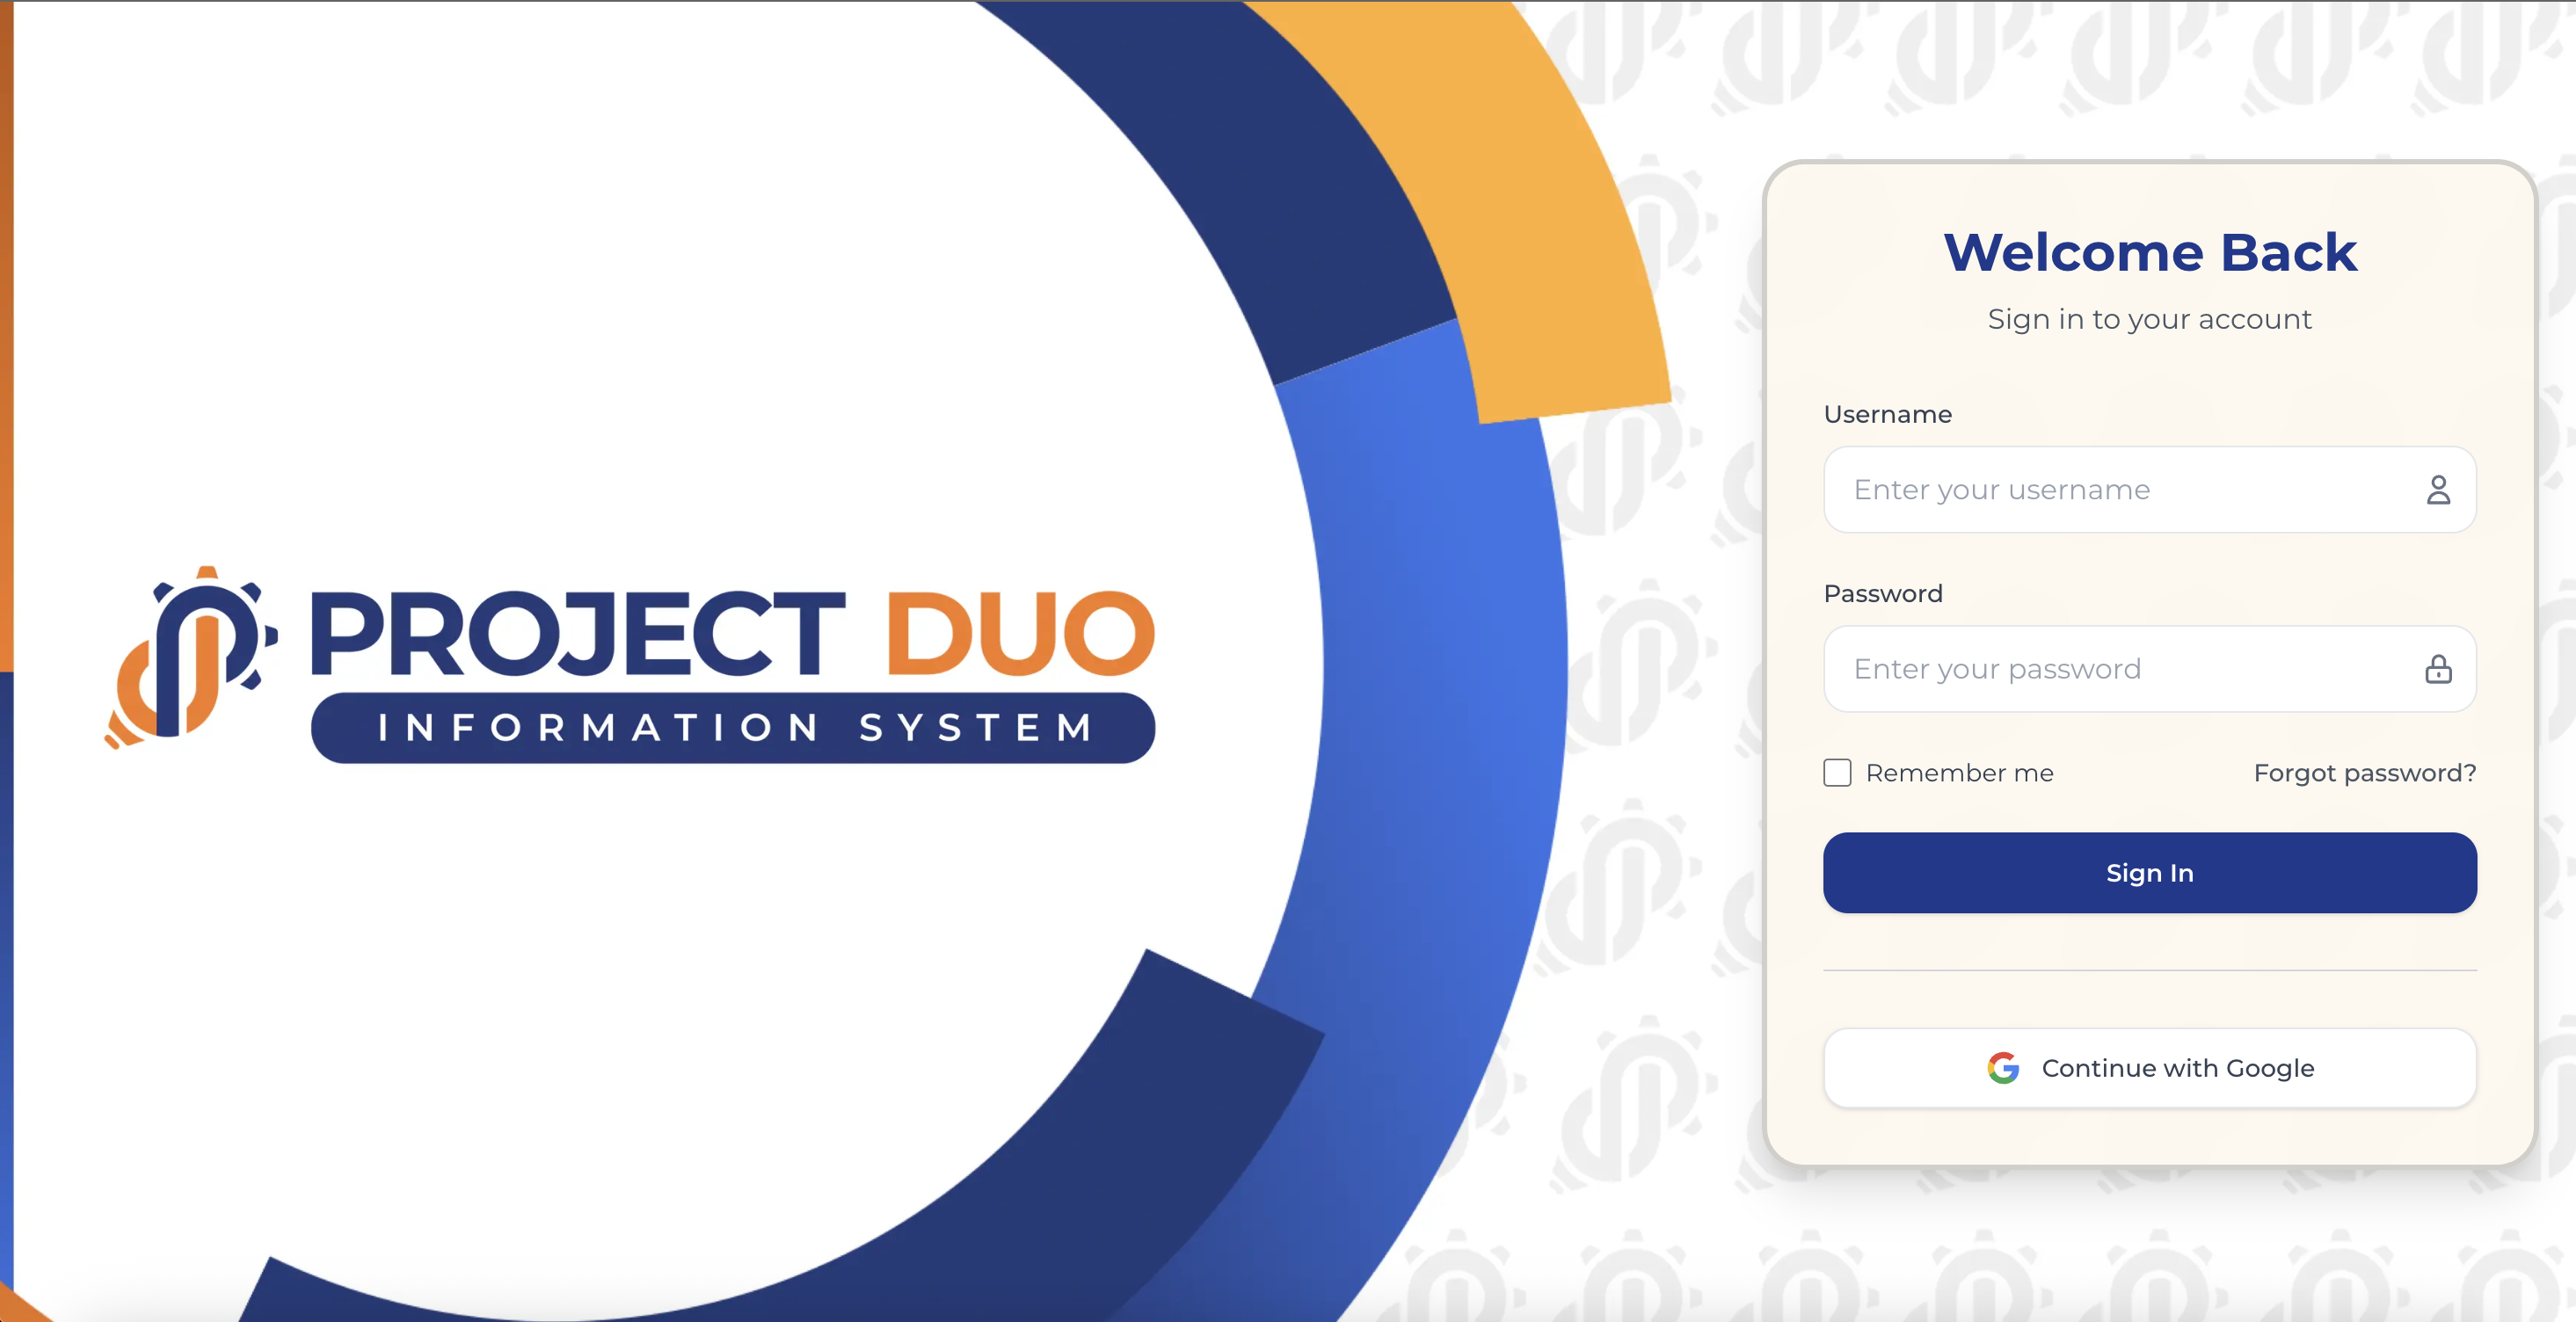 PROJECT DUO
INFORMATION SYSTEM
Welcome Back
Sign in to your account
Username
Enter your username
Password
Enter your password
Remember me
Forgot password?
Sign In
Continue with Google